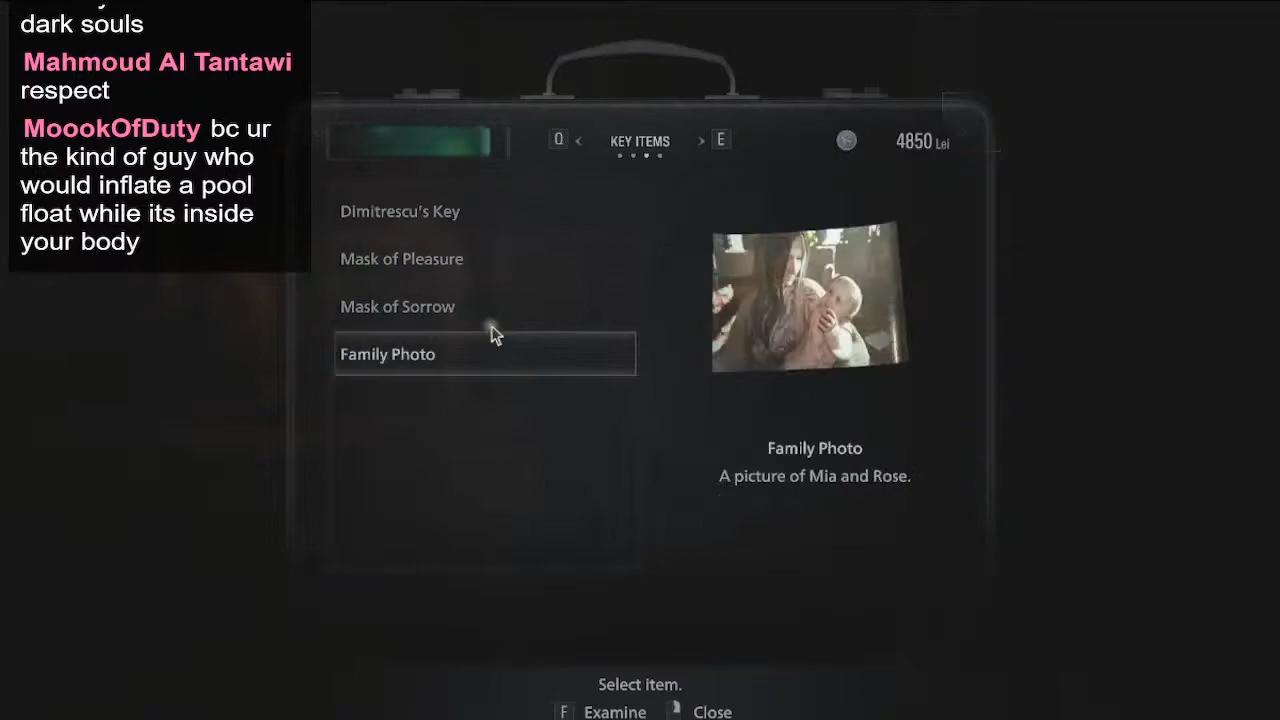 dark souls
Mahmoud Al Tantawi
respect
MoookOfDuty bc ur
the kind of guy who
would inflate a pool
float while its inside
your body
Q < KEY ITEMS > E
4850 Lei
Dimitrescu's Key
Mask of Pleasure
Mask of Sorrow
Family Photo
Family Photo
A picture of Mia and Rose.
Select item.
F Examine Close